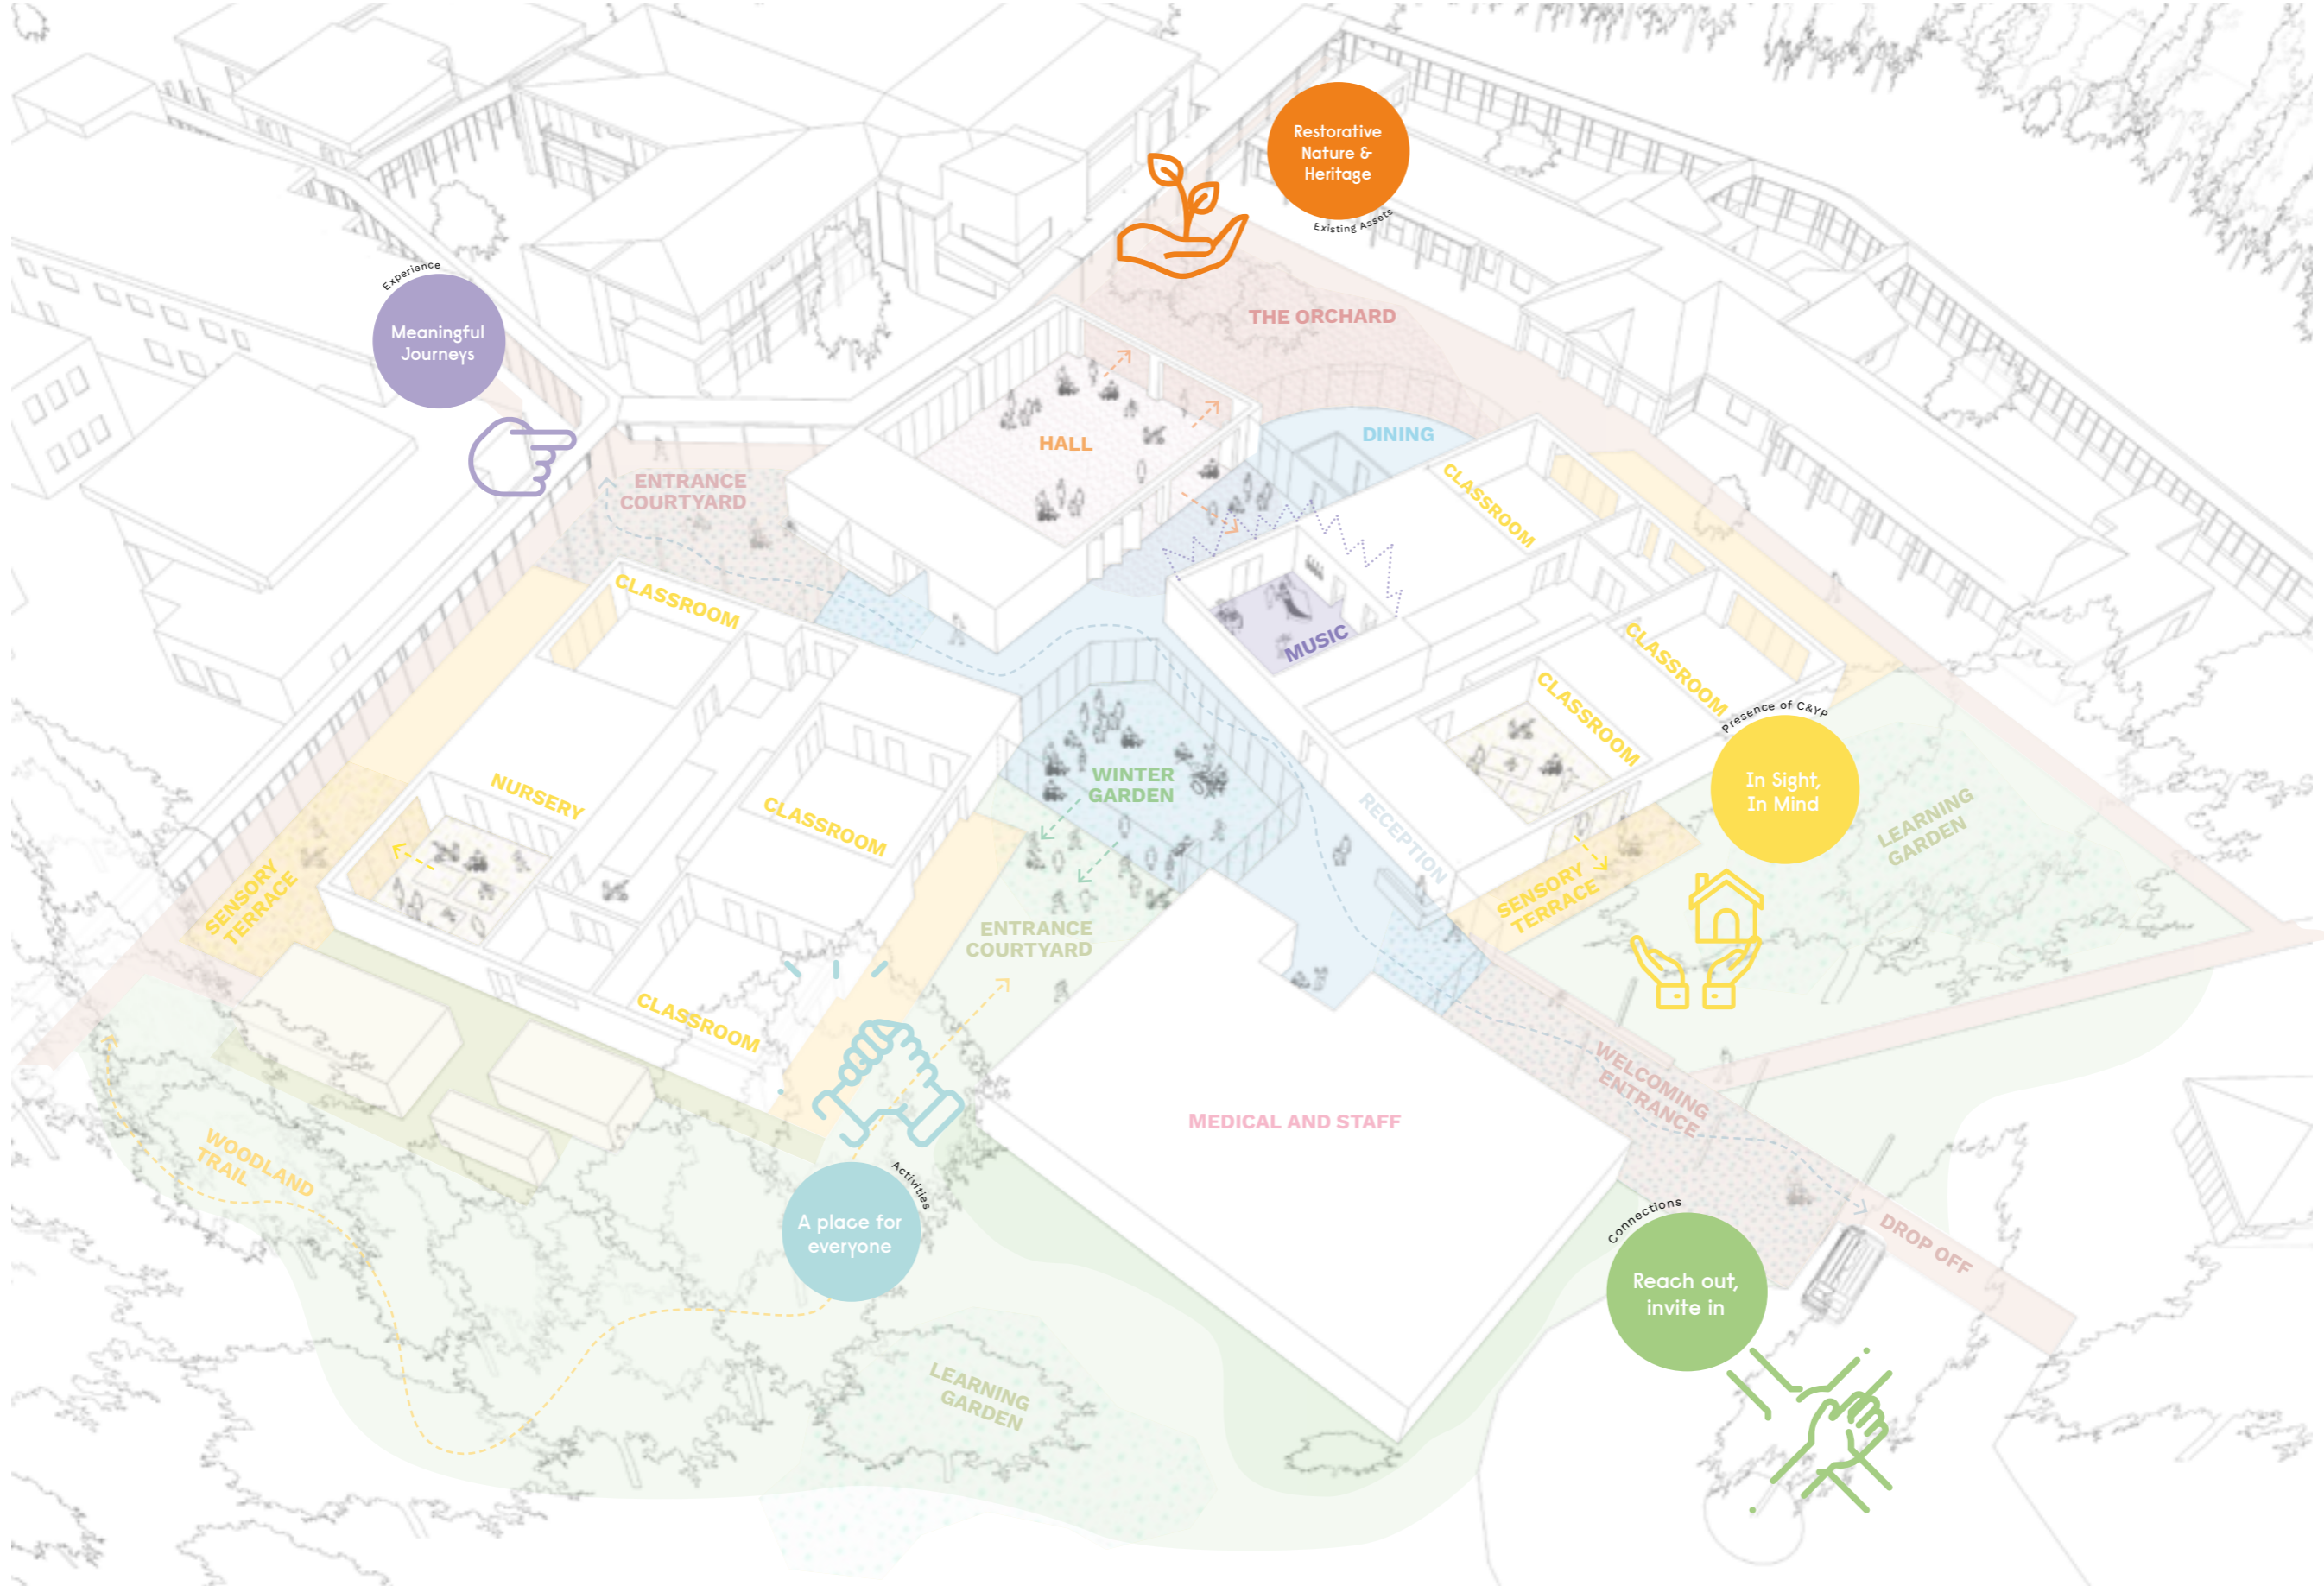 Restorative
Nature &
Heritage
Existing Assets
Experience
Meaningful
Journeys
THE ORCHARD
HALL
DINING
ENTRANCE
COURTYARD
CLASSROOM
CLASSROOM
MUSIC
CLASSROOM
CLASSROOM
Presence of C&YP
In Sight,
In Mind
NURSERY
CLASSROOM
WINTER
GARDEN
RECEPTION
LEARNING
GARDEN
SENSORY
TERRACE
SENSORY
TERRACE
ENTRANCE
COURTYARD
CLASSROOM
WELCOMING
ENTRANCE
MEDICAL AND STAFF
WOODLAND
TRAIL
Activities
A place for
everyone
Connections
Reach out,
invite in
DROP OFF
LEARNING
GARDEN